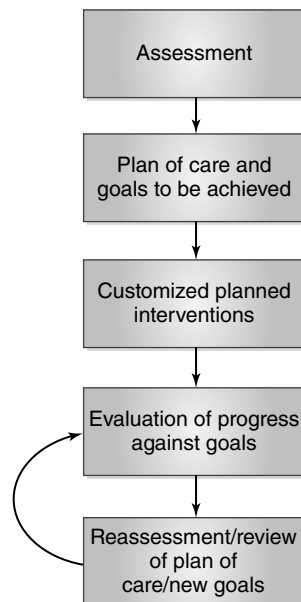 Assessment
Plan of care and
goals to be achieved
Customized planned
interventions
Evaluation of progress
against goals
Reassessment/review
of plan of
care/new goals